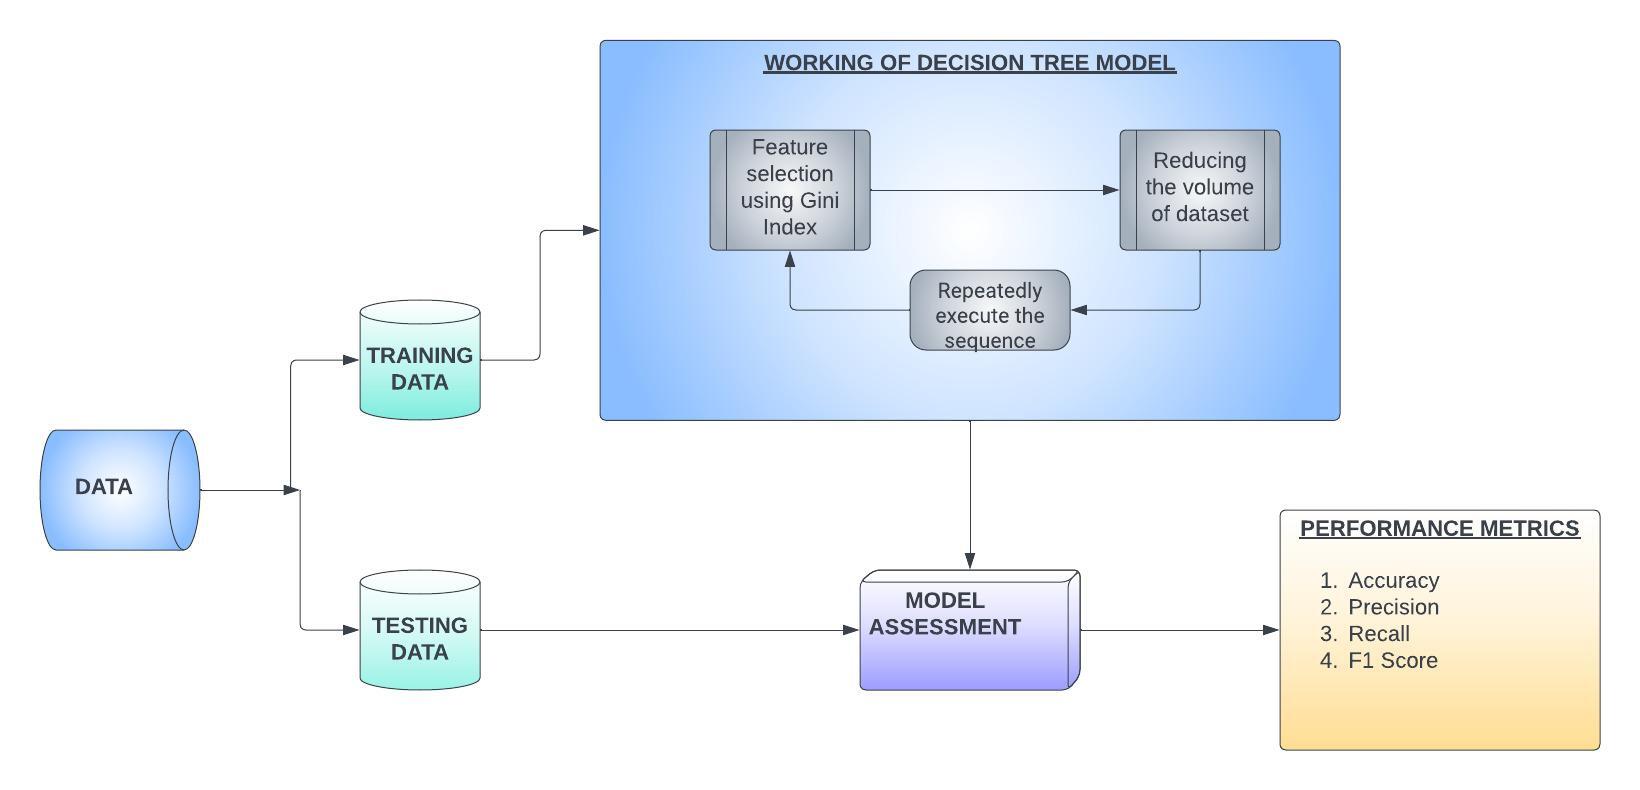 WORKING OF DECISION TREE MODEL
Feature
selection
using Gini
Index
Reducing
the volume
of dataset
Repeatedly
execute the
sequence
TRAINING
DATA
DATA
TESTING
DATA
MODEL
ASSESSMENT
PERFORMANCE METRICS
1. Accuracy
2. Precision
3. Recall
4. F1 Score